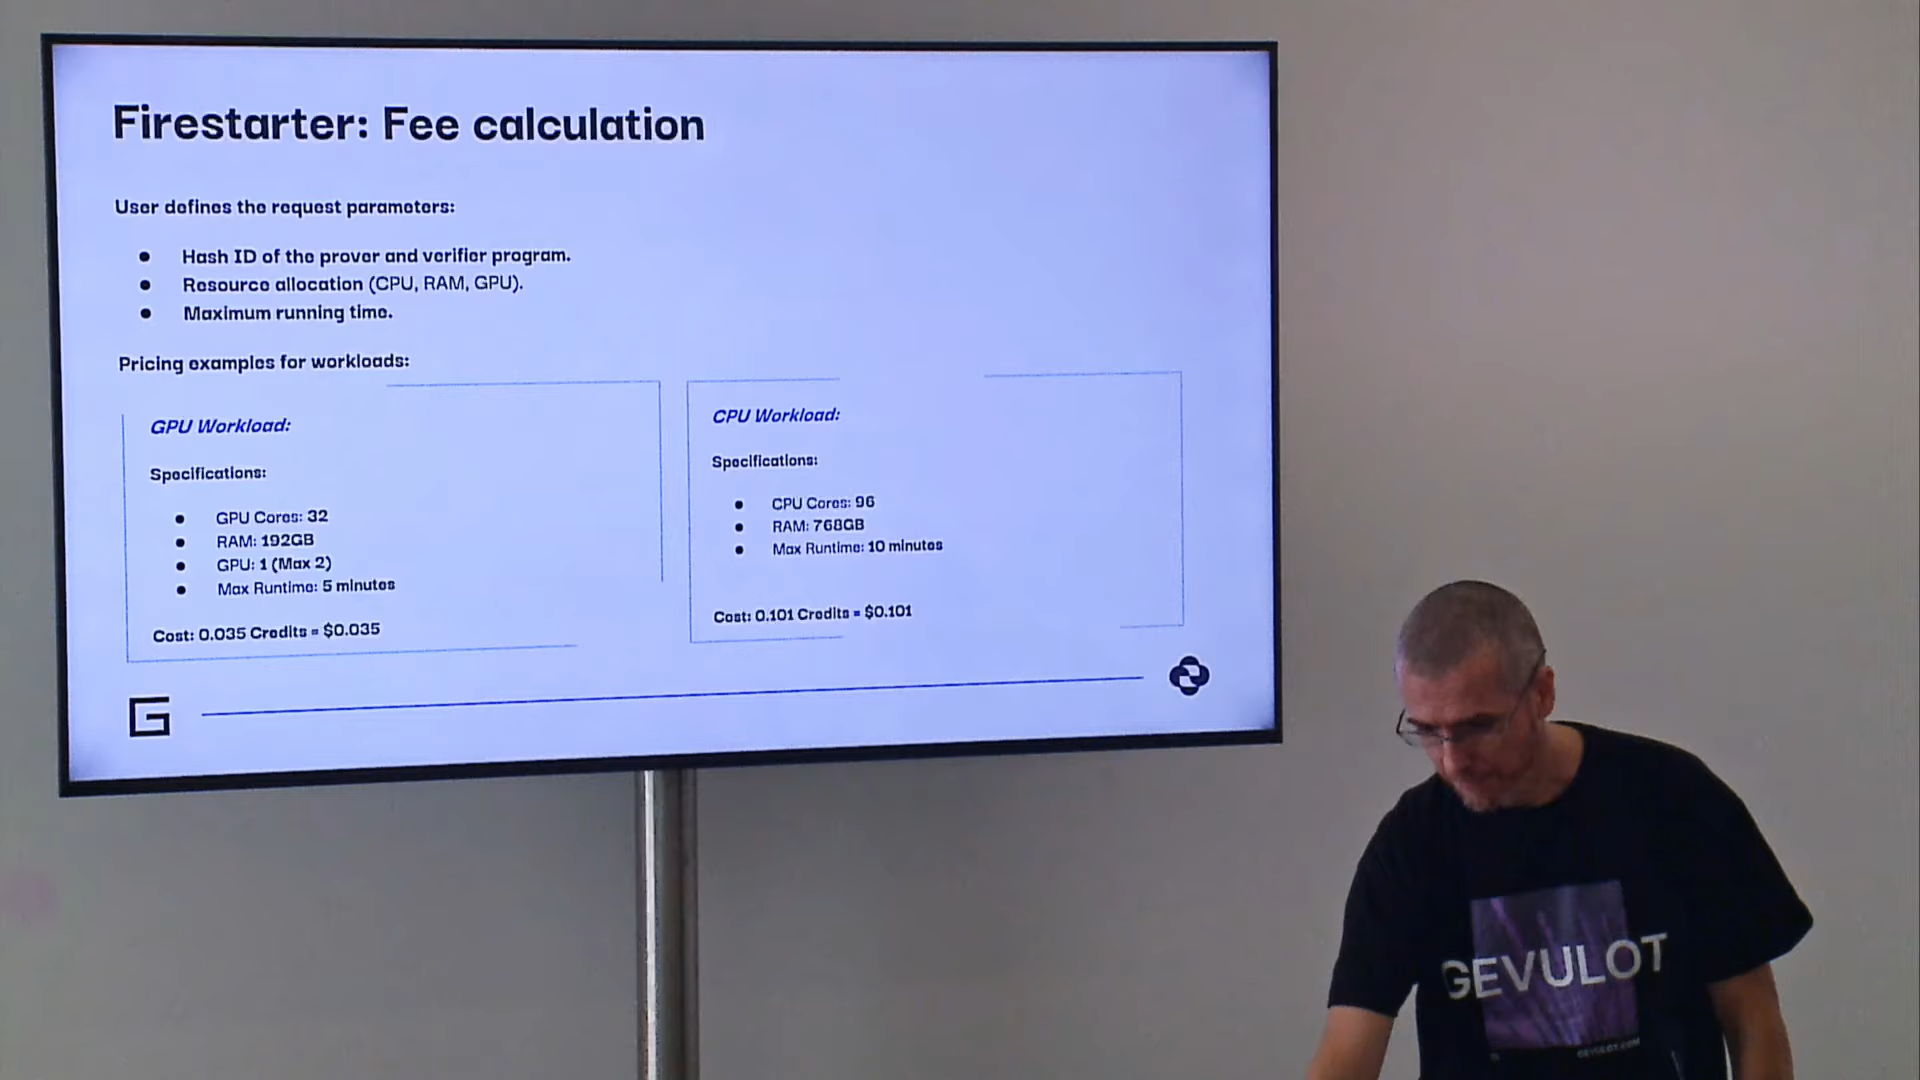 Firestarter: Fee calculation
User defines the request parameters:
● Hash ID of the prover and verifier program.
● Resource allocation (CPU, RAM, GPU).
● Maximum running time.
Pricing examples for workloads:
GPU Workload:
Specifications:
● GPU Cores: 32
● RAM: 192GB
● GPU: 1 (Max 2)
● Max Runtime: 5 minutes
Cost: 0.035 Credits = $0.035
CPU Workload:
Specifications:
● CPU Cores: 96
● RAM: 768GB
● Max Runtime: 10 minutes
Cost: 0.101 Credits = $0.101
G
GEVULOT
GEVULOT.COM